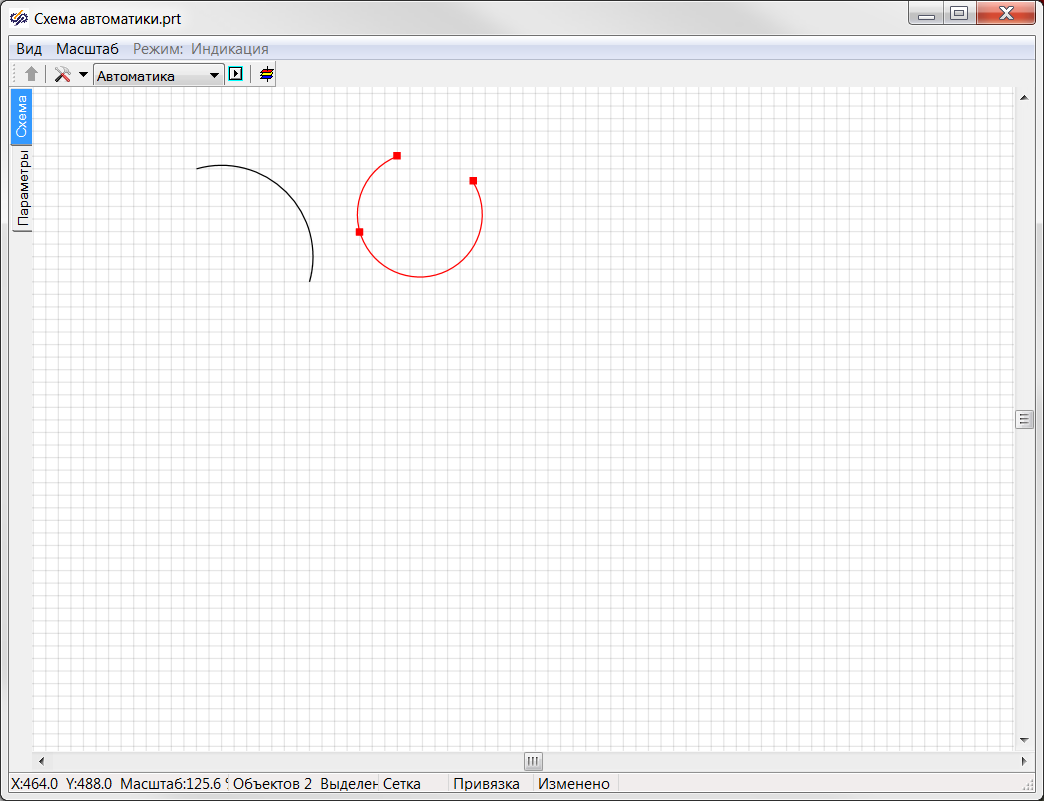 Схема автоматики.prt
Вид Масштаб Режим: Индикация
Автоматика
Схема
Параметры
X:464.0 Y:488.0 Масштаб:125.6 % Объектов 2 Выделен Сетка Привязка Изменено